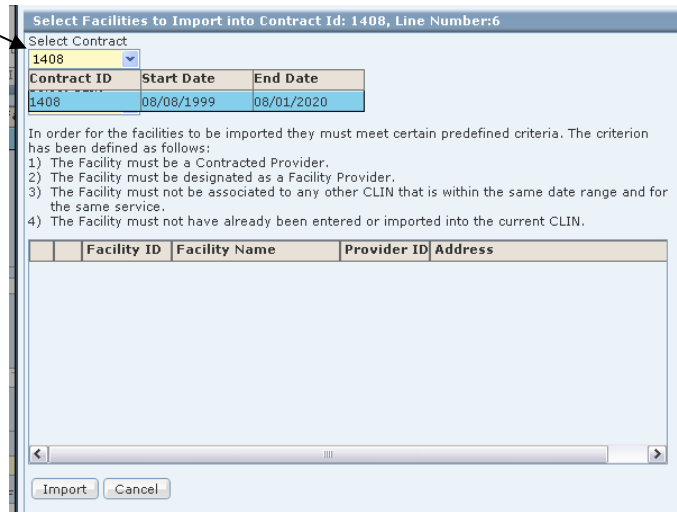 Select Facilities to Import into Contract Id: 1408, Line Number:6
Select Contract
1408
Contract ID Start Date End Date
1408 08/08/1999 08/01/2020
In order for the facilities to be imported they must meet certain predefined criteria. The criterion
has been defined as follows:
1) The Facility must be a Contracted Provider.
2) The Facility must be designated as a Facility Provider.
3) The Facility must not be associated to any other CLIN that is within the same date range and for
the same service.
4) The Facility must not have already been entered or imported into the current CLIN.
Facility ID Facility Name Provider ID Address
Import Cancel